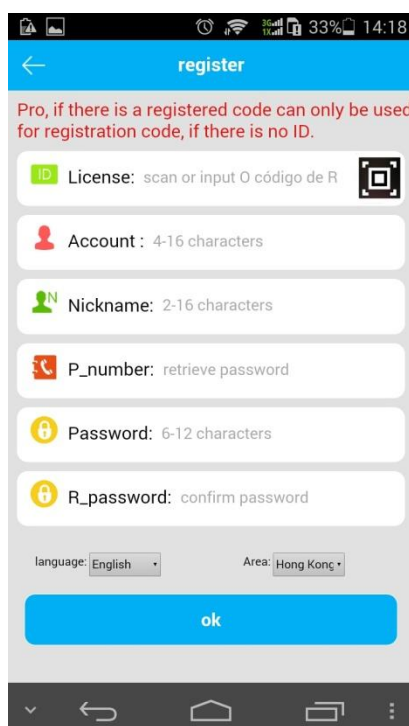 3G 1X 33% 14:18
register
Pro, if there is a registered code can only be used
for registration code, if there is no ID.
ID License: scan or input O código de R
Account : 4-16 characters
N Nickname: 2-16 characters
P_number: retrieve password
Password: 6-12 characters
R_password: confirm password
language: English Area: Hong Kong
ok